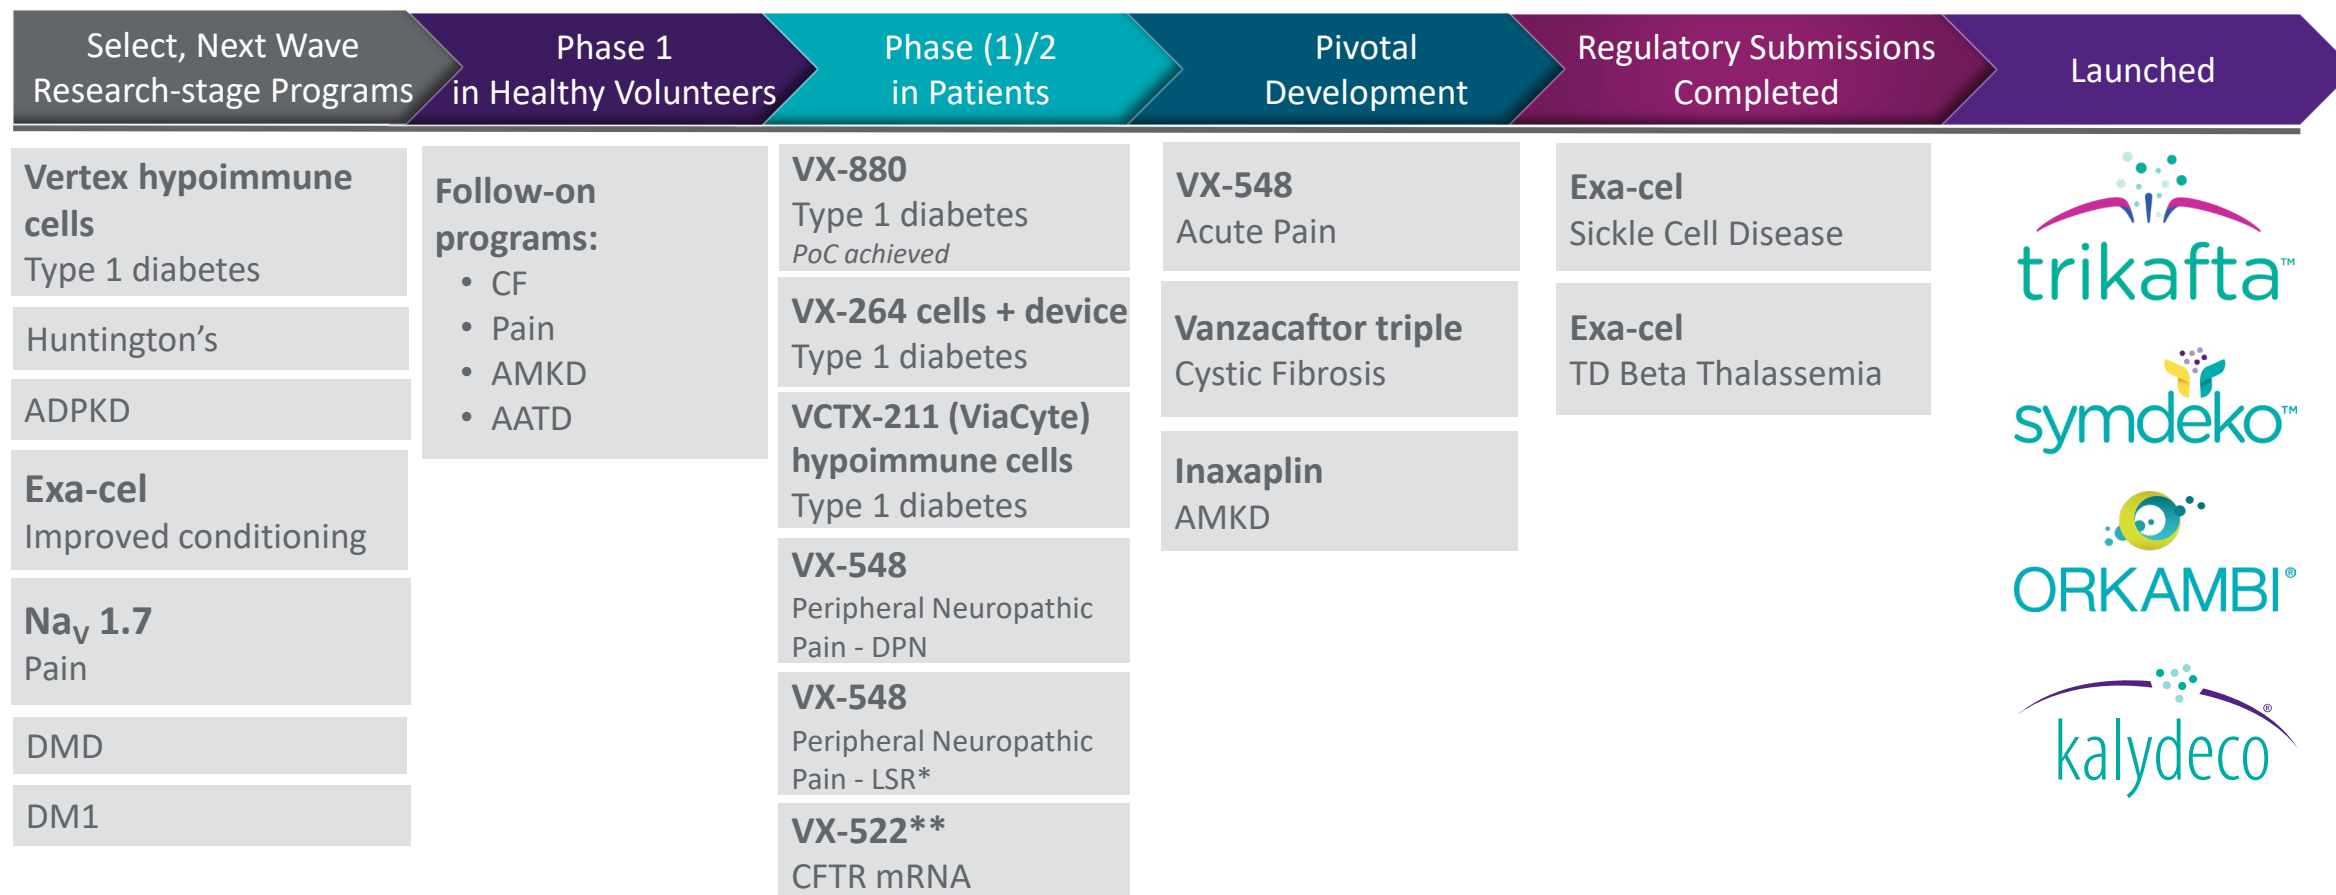 Select, Next Wave
Research-stage Programs
Phase 1
in Healthy Volunteers
Phase (1)/2
in Patients
Pivotal
Development
Regulatory Submissions
Completed
Launched
Vertex hypoimmune
cells
Type 1 diabetes
Huntington’s
ADPKD
Exa-cel
Improved conditioning
NaV 1.7
Pain
DMD
DM1
Follow-on
programs:
• CF
• Pain
• AMKD
• AATD
VX-880
Type 1 diabetes
PoC achieved
VX-264 cells + device
Type 1 diabetes
VCTX-211 (ViaCyte)
hypoimmune cells
Type 1 diabetes
VX-548
Peripheral Neuropathic
Pain - DPN
VX-548
Peripheral Neuropathic
Pain - LSR*
VX-522**
CFTR mRNA
VX-548
Acute Pain
Vanzacaftor triple
Cystic Fibrosis
Inaxaplin
AMKD
Exa-cel
Sickle Cell Disease
Exa-cel
TD Beta Thalassemia
trikafta™
symdeko™
ORKAMBI®
kalydeco®